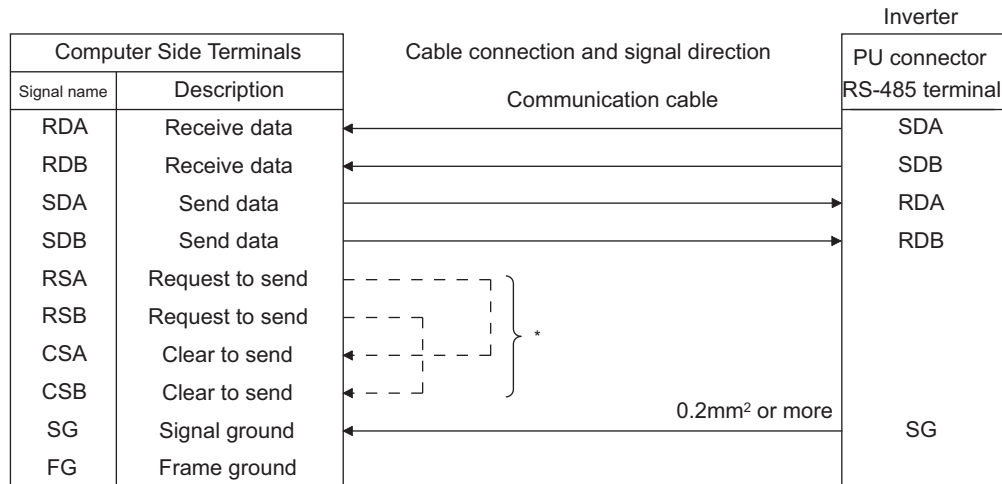 Inverter
Computer Side Terminals
Cable connection and signal direction
PU connector
RS-485 terminal
Signal name Description
Communication cable
RDA Receive data SDA
RDB Receive data SDB
SDA Send data RDA
SDB Send data RDB
RSA Request to send
RSB Request to send
*
CSA Clear to send
CSB Clear to send
0.2mm² or more
SG Signal ground SG
FG Frame ground